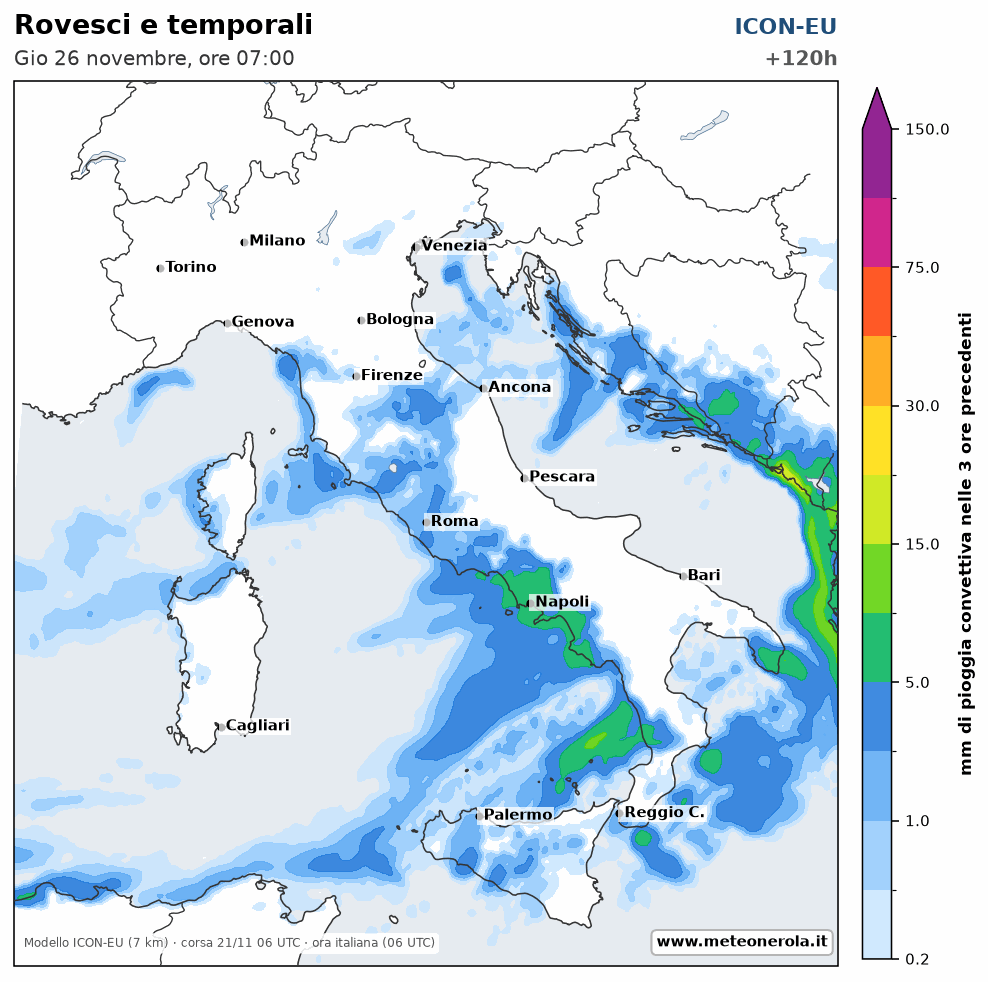 Rovesci e temporali
ICON-EU
Gio 26 novembre, ore 07:00
+120h
150.0
75.0
30.0
15.0
5.0
1.0
0.2
mm di pioggia convettiva nelle 3 ore precedenti
Milano
Venezia
Torino
Genova
Bologna
Firenze
Ancona
Pescara
Roma
Bari
Napoli
Cagliari
Palermo
Reggio C.
Modello ICON-EU (7 km) · corsa 21/11 06 UTC · ora italiana (06 UTC)
www.meteonerola.it